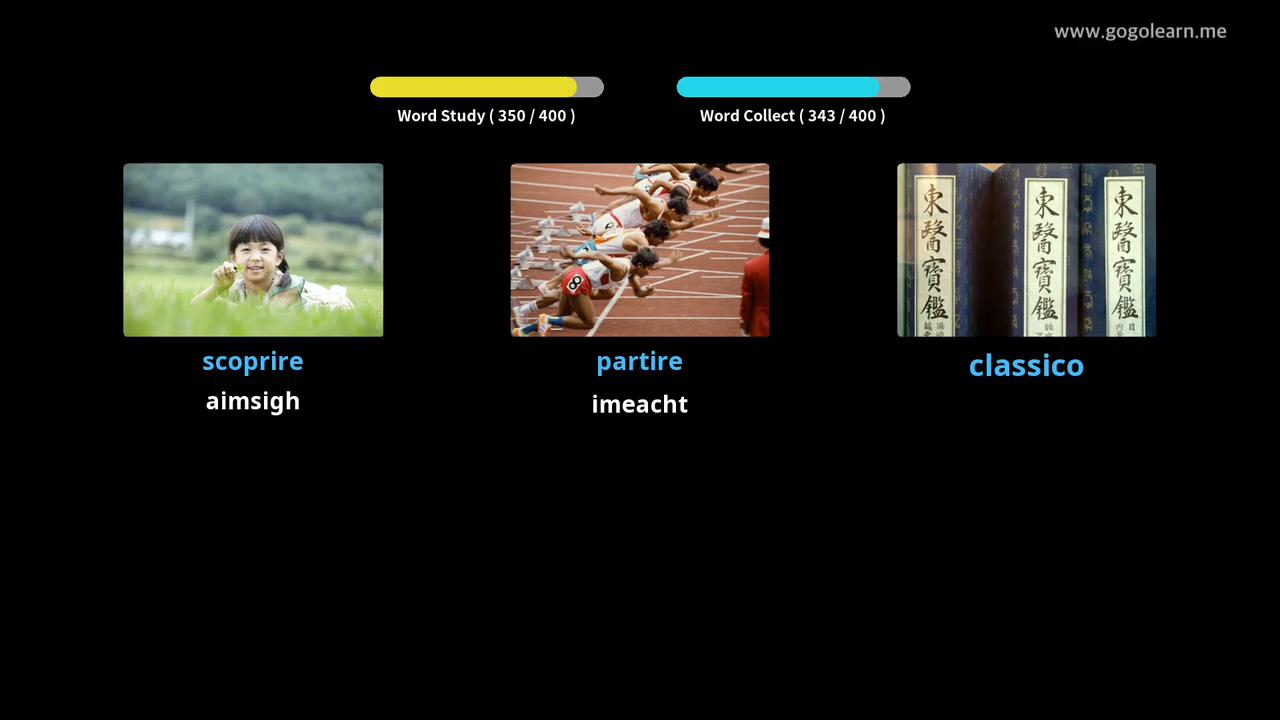 www.gogolearn.me
Word Study ( 350 / 400 )
Word Collect ( 343 / 400 )
東醫寶鑑
東醫寶鑑
東醫寶鑑
8
scoprire
partire
classico
aimsigh
imeacht